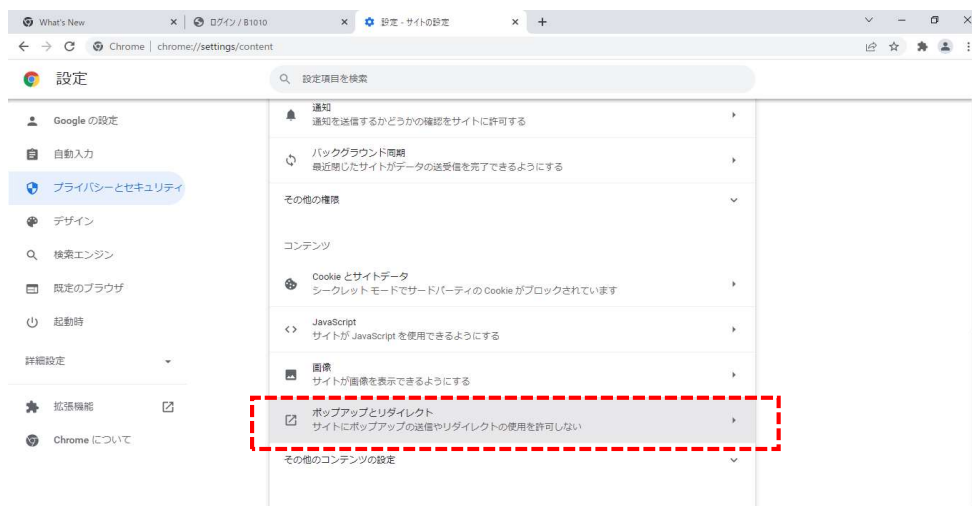 What's New
ログイン / B1010
設定 - サイトの設定
Chrome | chrome://settings/content
設定
設定項目を検索
Google の設定
自動入力
プライバシーとセキュリティ
デザイン
検索エンジン
既定のブラウザ
起動時
詳細設定
拡張機能
Chrome について
通知
通知を送信するかどうかの確認をサイトに許可する
バックグラウンド同期
最近閉じたサイトがデータの送受信を完了できるようにする
その他の権限
コンテンツ
Cookie とサイトデータ
シークレット モードでサードパーティの Cookie がブロックされています
JavaScript
サイトが JavaScript を使用できるようにする
画像
サイトが画像を表示できるようにする
ポップアップとリダイレクト
サイトにポップアップの送信やリダイレクトの使用を許可しない
その他のコンテンツの設定